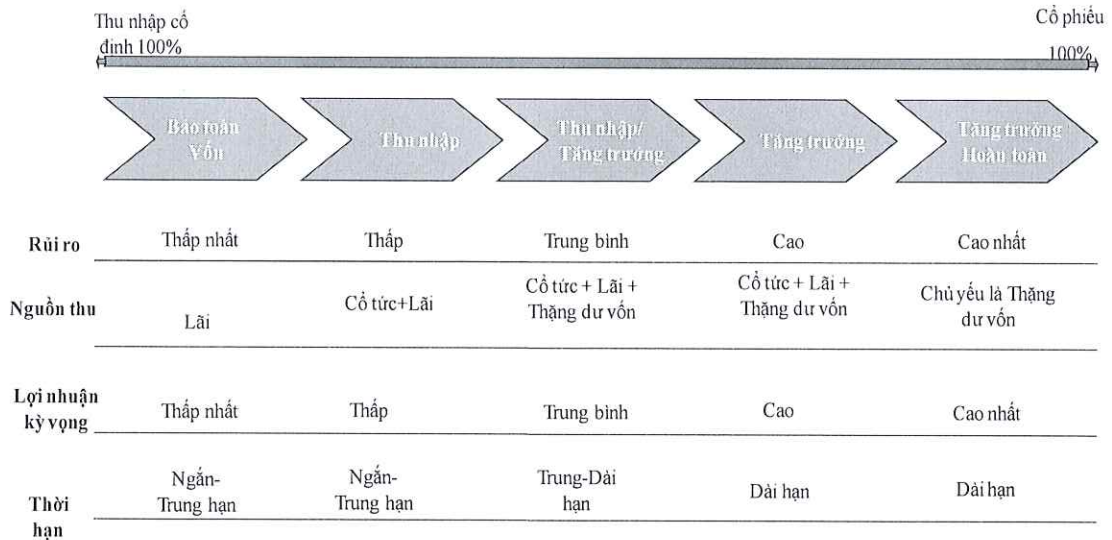 Thu nhập cố
định 100%
Cổ phiếu
100%
Bảo toàn
Vốn
Thu nhập
Thu nhập/
Tăng trưởng
Tăng trưởng
Tăng trưởng
Hoàn toàn
Rủi ro
Thấp nhất
Thấp
Trung bình
Cao
Cao nhất
Nguồn thu
Lãi
Cổ tức+Lãi
Cổ tức + Lãi +
Thặng dư vốn
Cổ tức + Lãi +
Thặng dư vốn
Chủ yếu là Thặng
dư vốn
Lợi nhuận
kỳ vọng
Thấp nhất
Thấp
Trung bình
Cao
Cao nhất
Thời
hạn
Ngắn-
Trung hạn
Ngắn-
Trung hạn
Trung-Dài
hạn
Dài hạn
Dài hạn